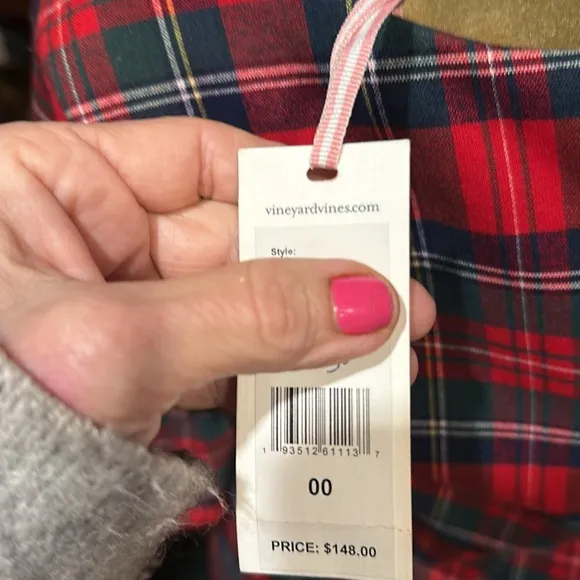 vineyardvines.com
Style:
1 93512 61113 7
00
PRICE: $148.00